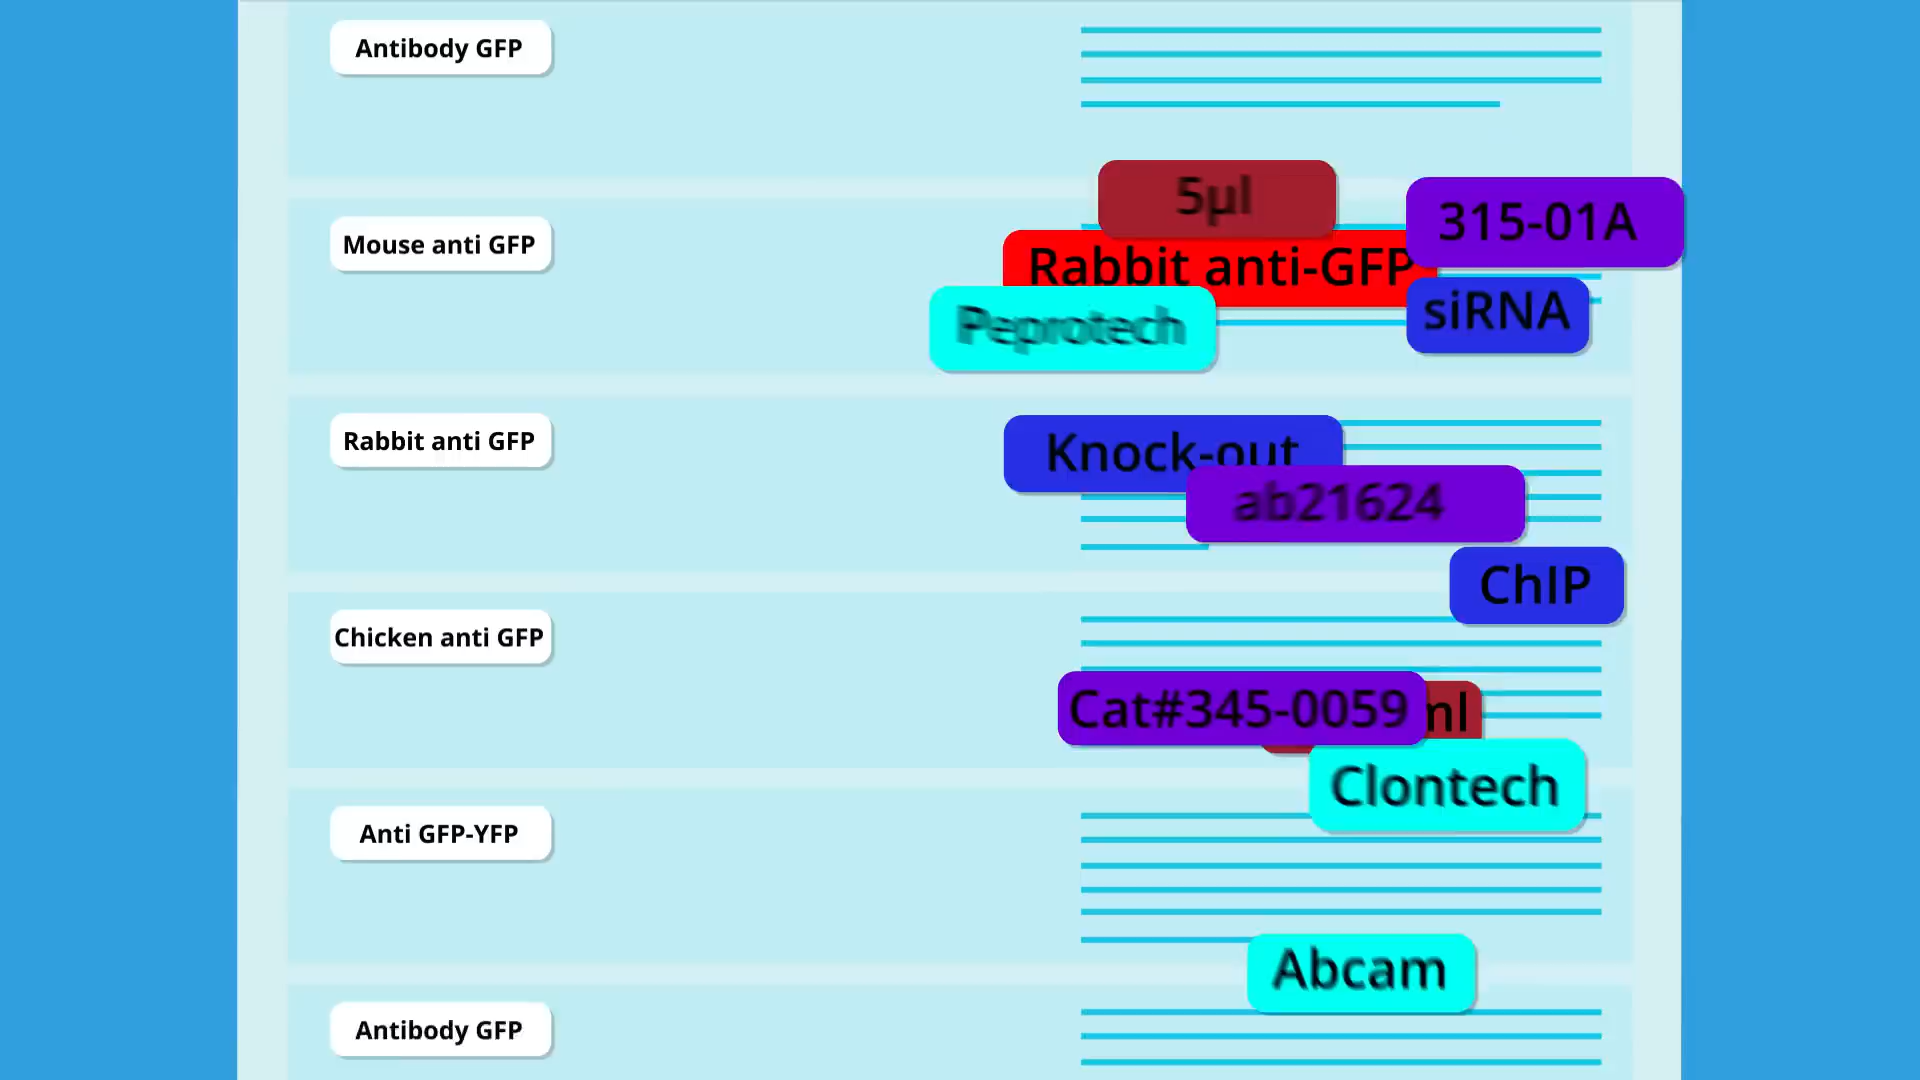 Antibody GFP
5µl
315-01A
Mouse anti GFP
Rabbit anti-GFP
siRNA
Peprotech
Rabbit anti GFP
Knock-out
ab21624
ChIP
Chicken anti GFP
Cat#345-0059
Clontech
Anti GFP-YFP
Abcam
Antibody GFP